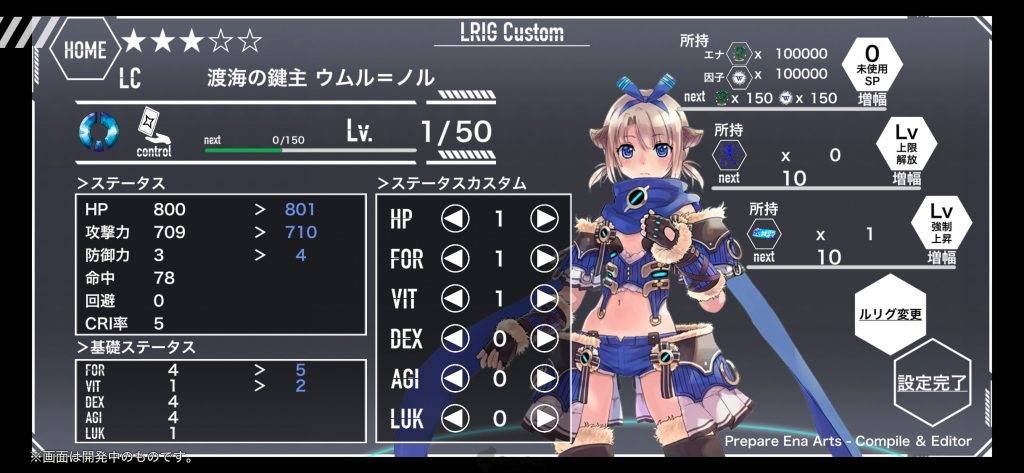 LRIG Custom
HOME
LC 渡海の鍵主 ウムル＝ノル
control
next 0/150 Lv. 1/50
所持
エナ x 100000
因子 x 100000
next x 150 x 150
0
未使用
SP
増幅
所持
x 0
next 10
Lv
上限
解放
増幅
所持
x 1
next 10
Lv
強制
上昇
増幅
＞ステータス
HP 800 ＞ 801
攻撃力 709 ＞ 710
防御力 3 ＞ 4
命中 78
回避 0
CRI率 5
＞基礎ステータス
FOR 4 ＞ 5
VIT 1 ＞ 2
DEX 4
AGI 4
LUK 1
＞ステータスカスタム
HP 1
FOR 1
VIT 1
DEX 0
AGI 0
LUK 0
ルリグ変更
設定完了
Prepare Ena Arts - Compile & Editor
※画面は開発中のものです。